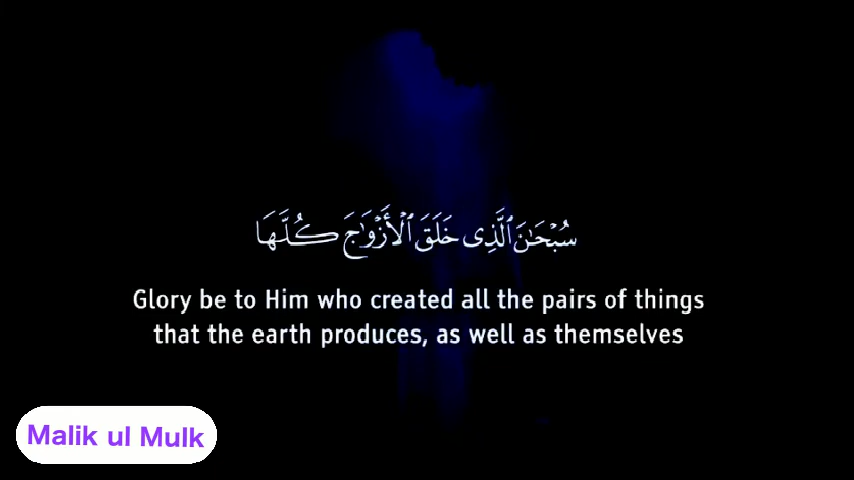 سُبْحَـٰنَ ٱلَّذِى خَلَقَ ٱلْأَزْوَٰجَ كُلَّهَا
Glory be to Him who created all the pairs of things
that the earth produces, as well as themselves
Malik ul Mulk